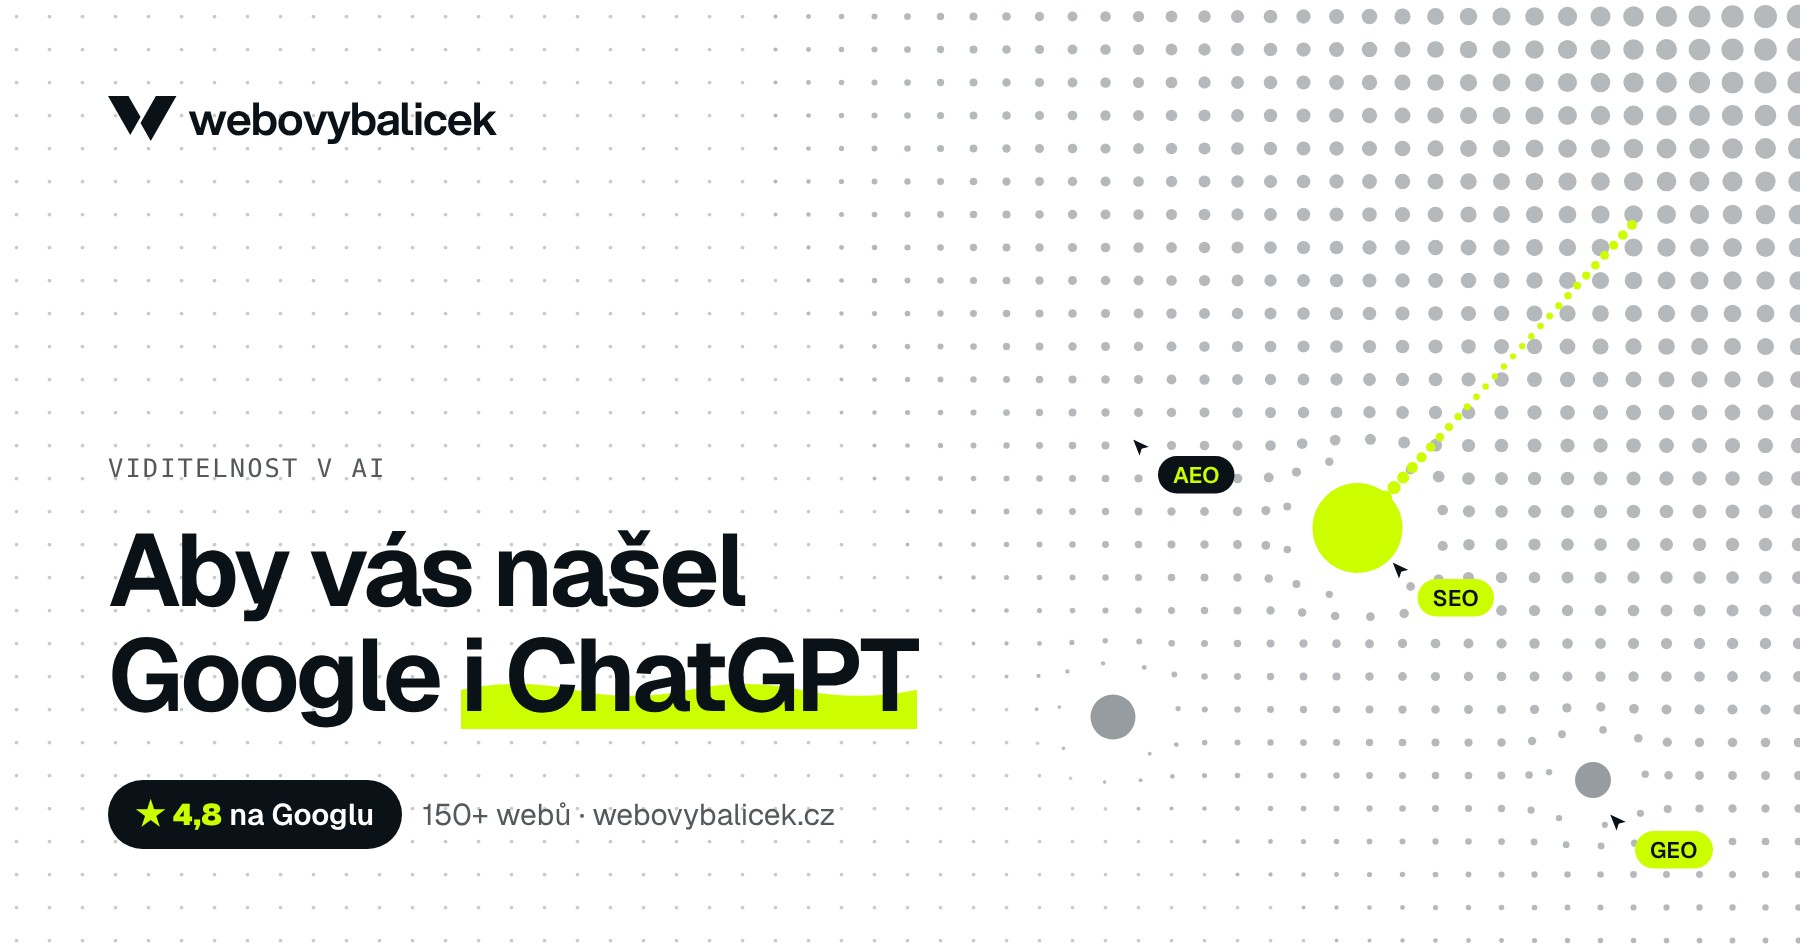 webovybalicek
VIDITELNOST V AI
Aby vás našel
Google i ChatGPT
★ 4,8 na Googlu
150+ webů · webovybalicek.cz
AEO
SEO
GEO